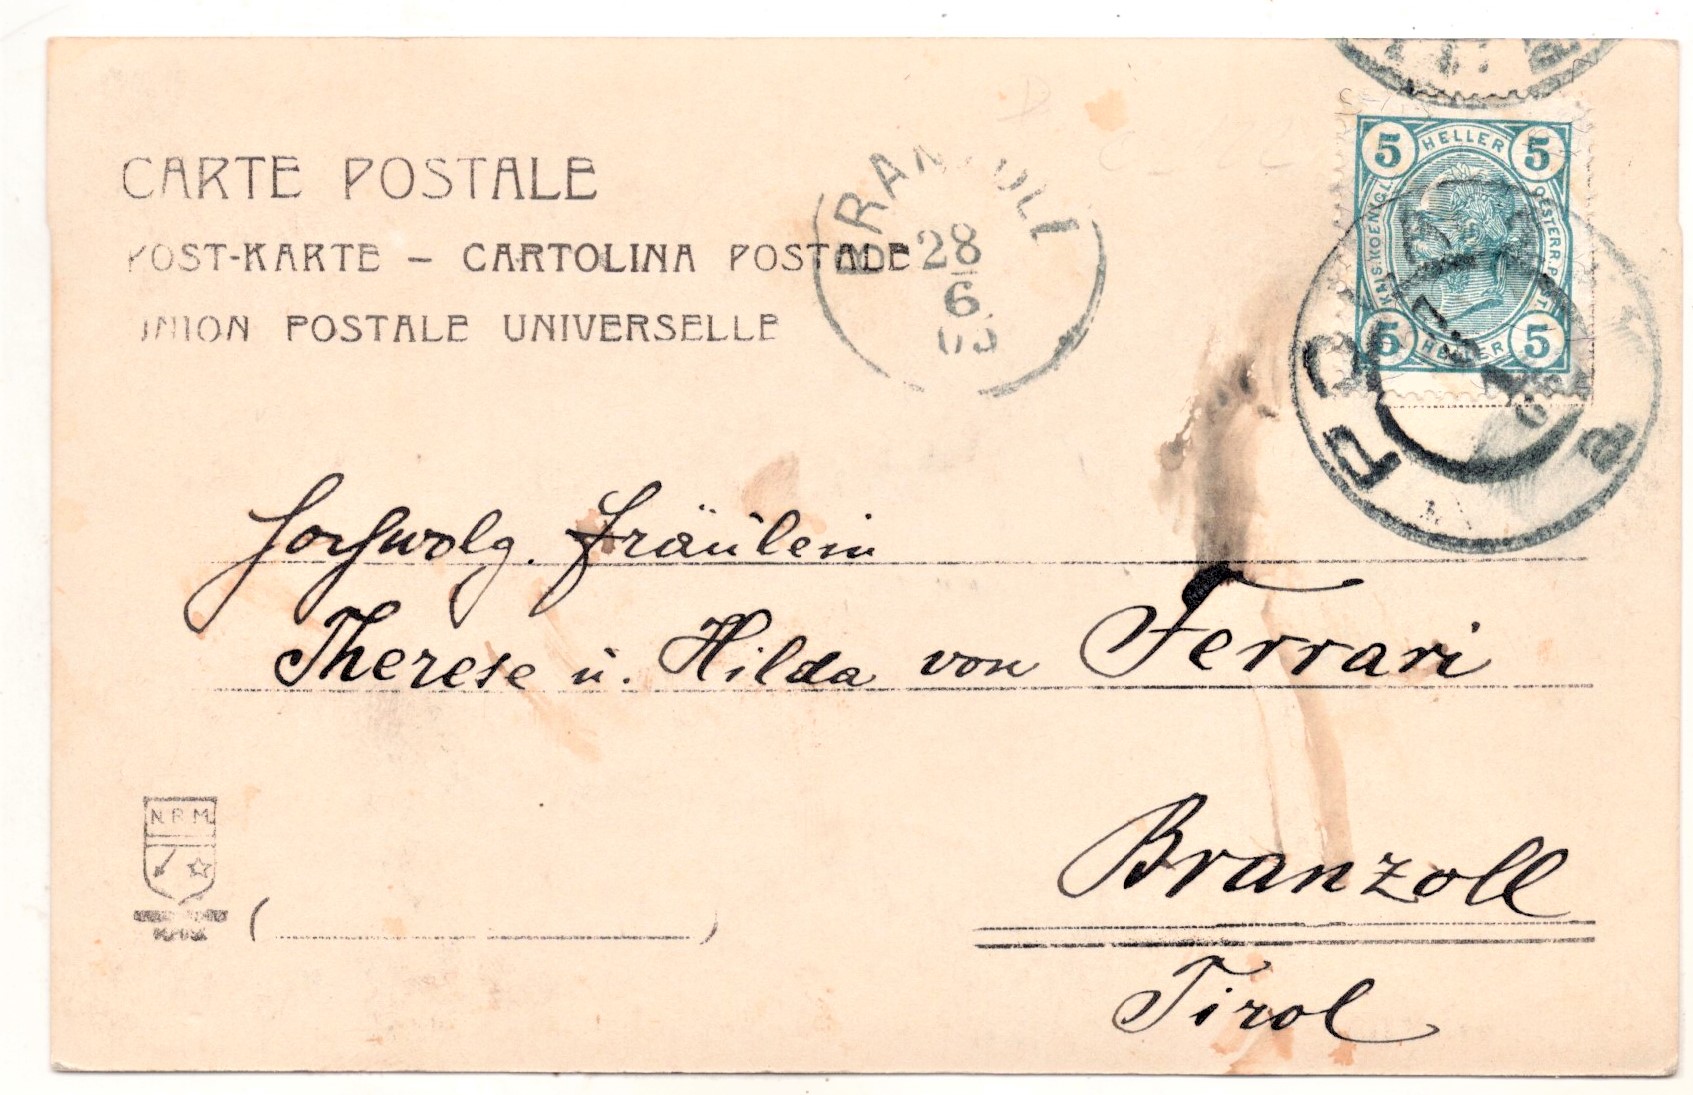 CARTE POSTALE
POST-KARTE – CARTOLINA POSTALE
UNION POSTALE UNIVERSELLE
28
6
05
5 HELLER 5
KAIS. KOENIGL. OESTERR. POST.
5 HELLER 5
Hochwolg. Fräulein
Therese u. Hilda von Ferrari
Branzoll
Tirol
N.P.M.
( )